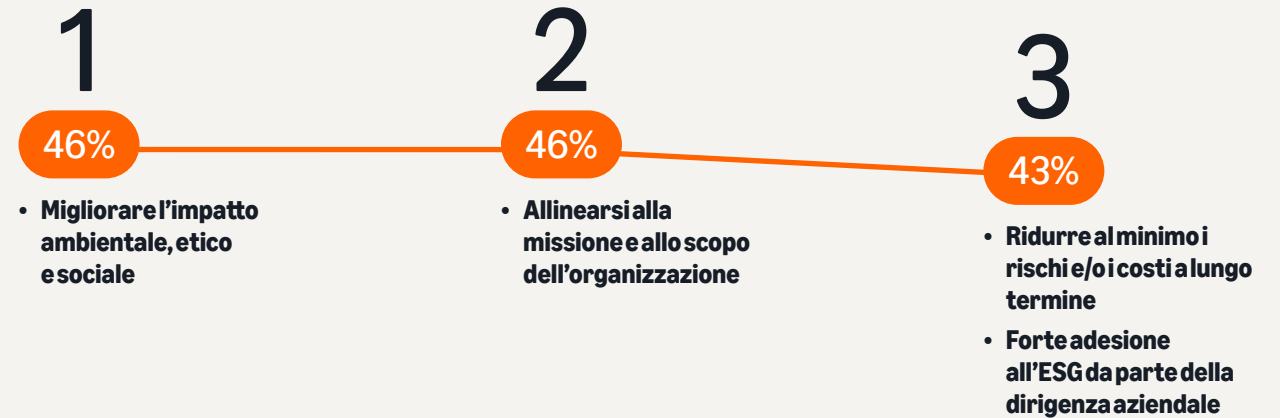 1
46%
• Migliorare l’impatto
ambientale, etico
e sociale
2
46%
• Allinearsi alla
missione e allo scopo
dell’organizzazione
3
43%
• Ridurre al minimo i
rischi e/o i costi a lungo
termine
• Forte adesione
all’ESG da parte della
dirigenza aziendale